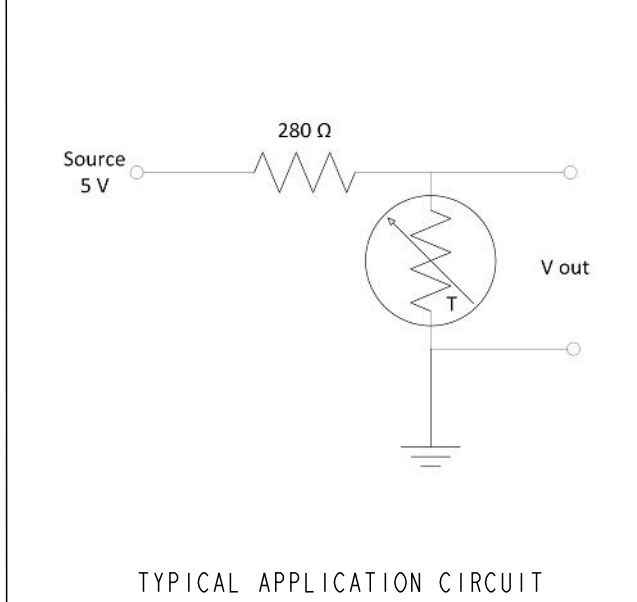 280 Ω
Source
5 V
V out
T
TYPICAL APPLICATION CIRCUIT